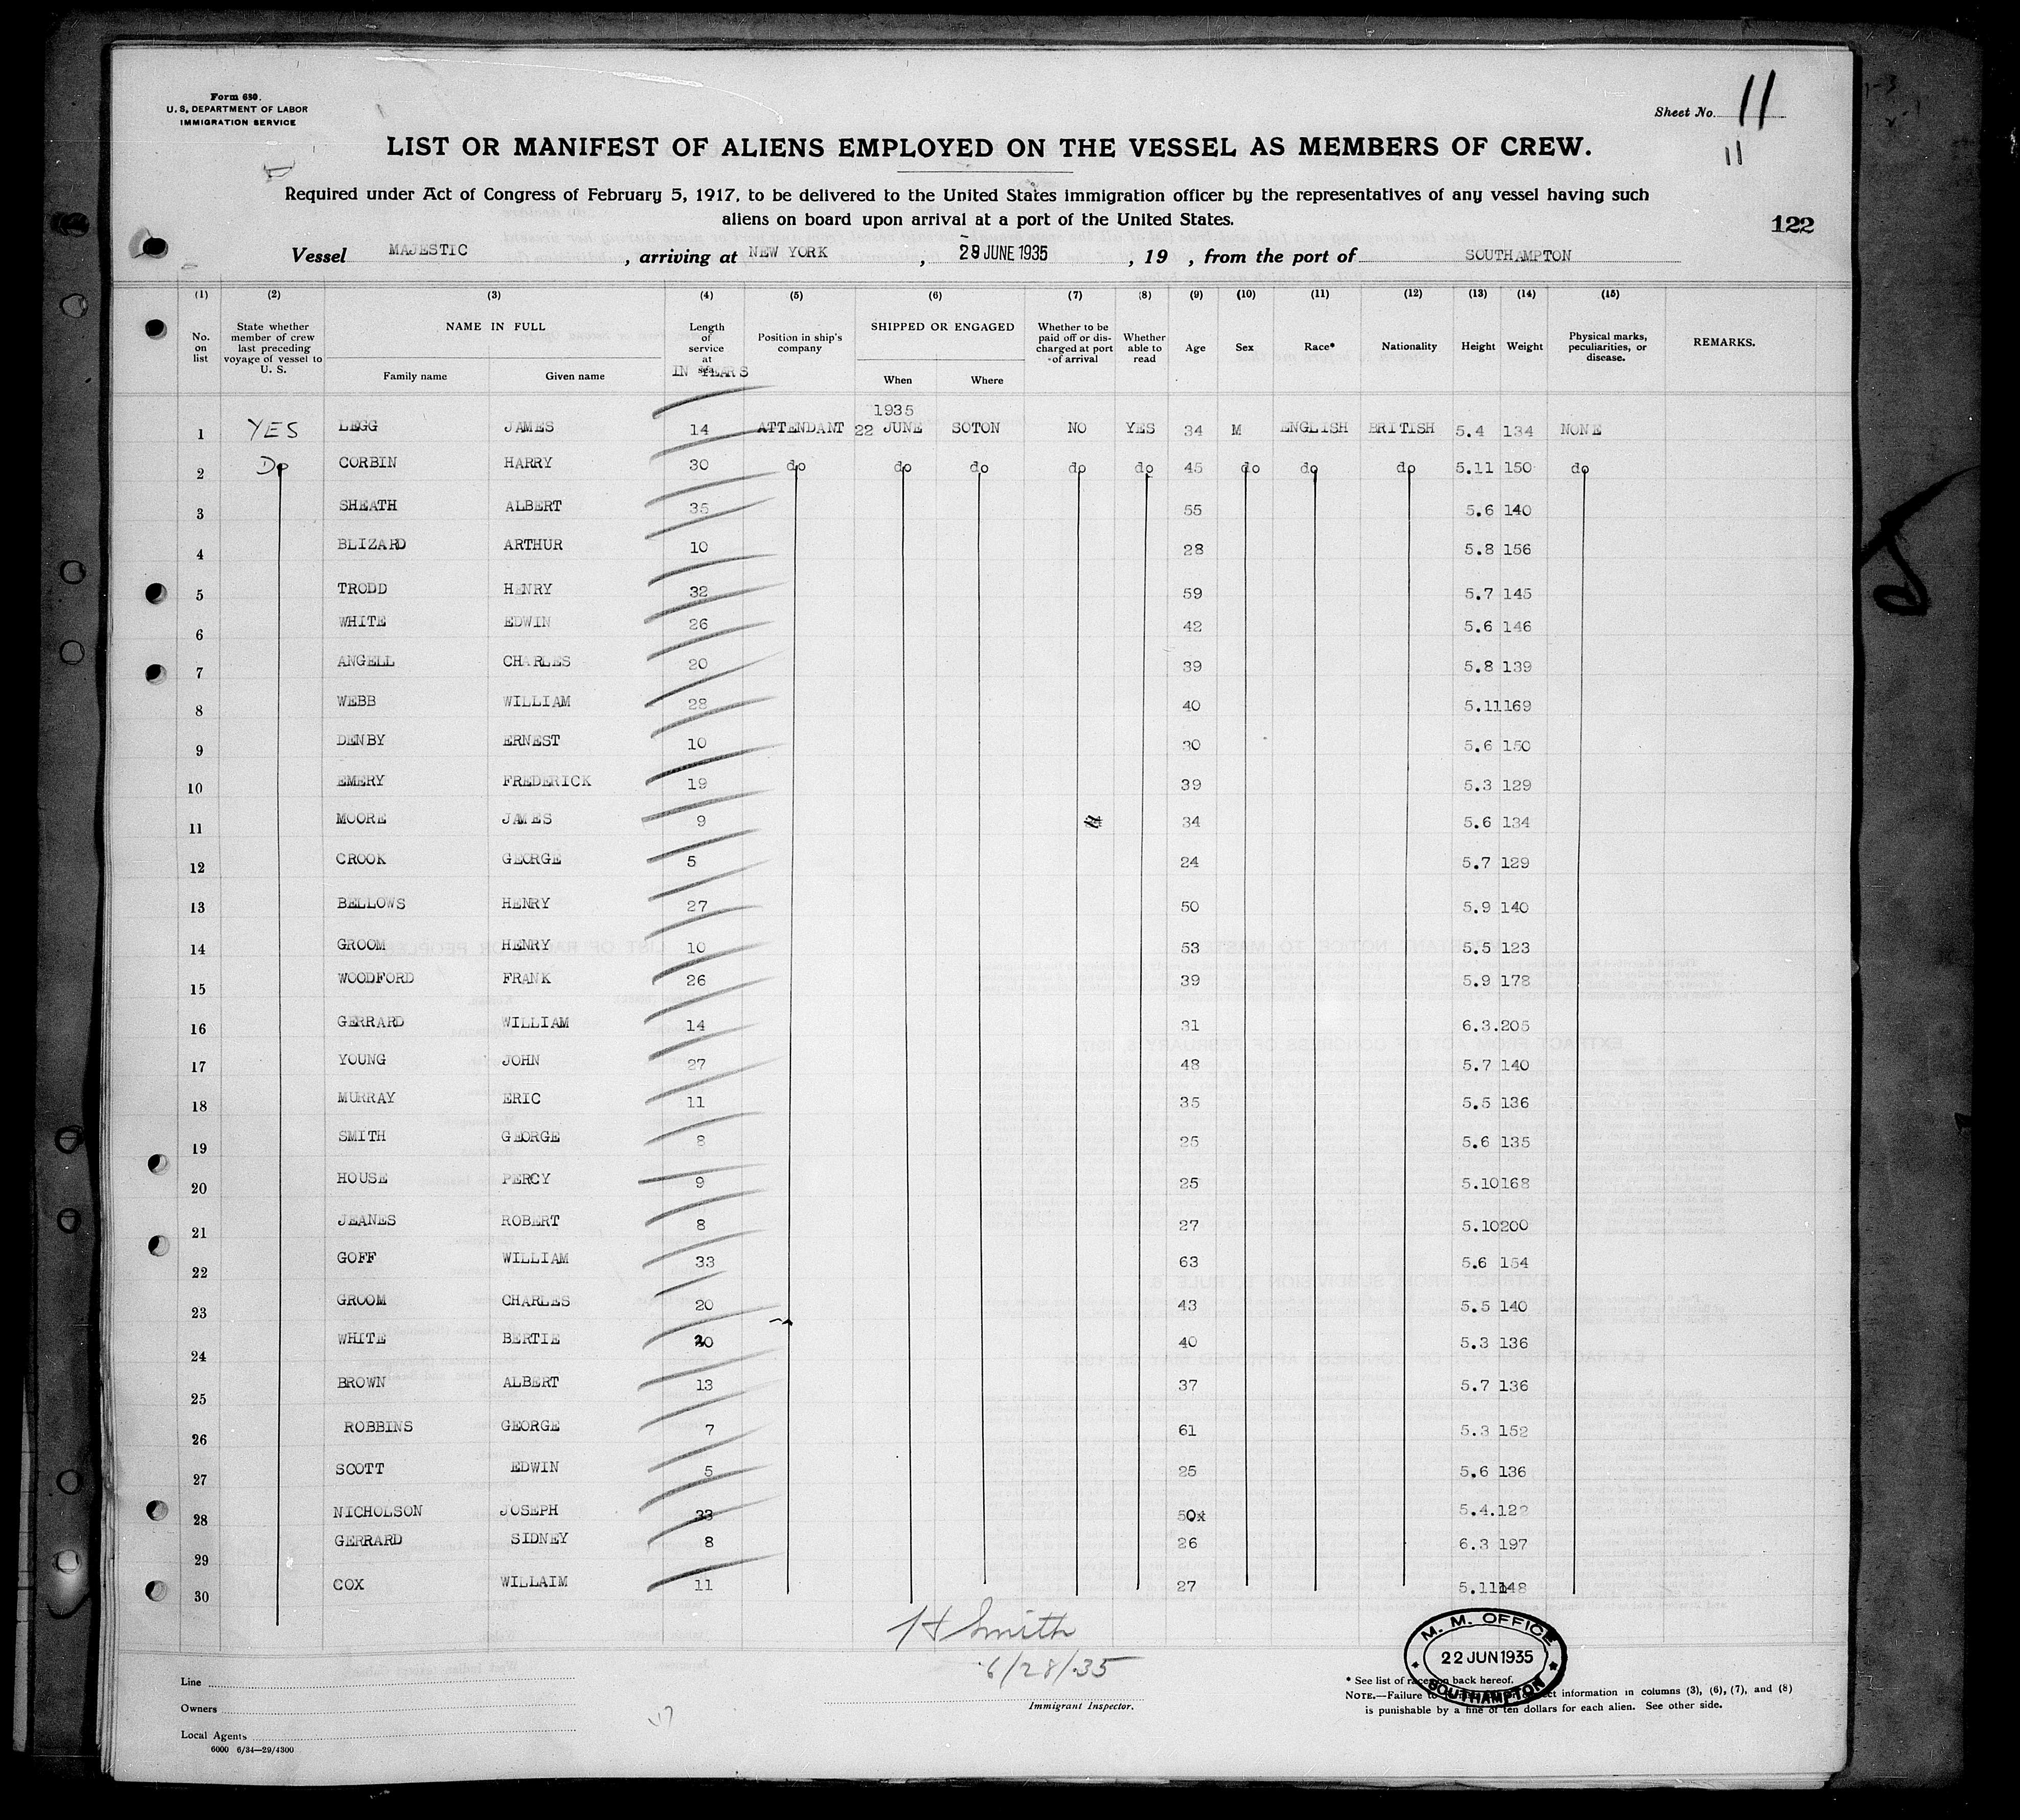 Form 680.
U. S. DEPARTMENT OF LABOR
IMMIGRATION SERVICE
Sheet No. 11
11
LIST OR MANIFEST OF ALIENS EMPLOYED ON THE VESSEL AS MEMBERS OF CREW.
Required under Act of Congress of February 5, 1917, to be delivered to the United States immigration officer by the representatives of any vessel having such
aliens on board upon arrival at a port of the United States.
122
Vessel MAJESTIC , arriving at NEW YORK , 28 JUNE 1935 , 19 , from the port of SOUTHAMPTON
(1) (2) (3) (4) (5) (6) (7) (8) (9) (10) (11) (12) (13) (14) (15)
No. on list State whether member of crew last preceding voyage of vessel to U. S. NAME IN FULL Family name Given name Length of service at sea IN YEARS Position in ship's company SHIPPED OR ENGAGED When Where Whether to be paid off or discharged at port of arrival Whether able to read Age Sex Race* Nationality Height Weight Physical marks, peculiarities, or disease. REMARKS.
1935
1 YES LEGG JAMES 14 ATTENDANT 22 JUNE SOTON NO YES 34 M ENGLISH BRITISH 5.4 134 NONE
2 Do CORBIN HARRY 30 do do do do do 45 do do do 5.11 150 do
3 SHEATH ALBERT 35 55 5.6 140
4 BLIZARD ARTHUR 10 28 5.8 156
5 TRODD HENRY 32 59 5.7 145
6 WHITE EDWIN 26 42 5.6 146
7 ANGELL CHARLES 20 39 5.8 139
8 WEBB WILLIAM 28 40 5.11 169
9 DENBY ERNEST 10 30 5.6 150
10 EMERY FREDERICK 19 39 5.3 129
11 MOORE JAMES 9 34 5.6 134
12 CROOK GEORGE 5 24 5.7 129
13 BELLOWS HENRY 27 50 5.9 140
14 GROOM HENRY 10 53 5.5 123
15 WOODFORD FRANK 26 39 5.9 178
16 GERRARD WILLIAM 14 31 6.3. 205
17 YOUNG JOHN 27 48 5.7 140
18 MURRAY ERIC 11 35 5.5 136
19 SMITH GEORGE 8 25 5.6 135
20 HOUSE PERCY 9 25 5.10 168
21 JEANES ROBERT 8 27 5.10 200
22 GOFF WILLIAM 33 63 5.6 154
23 GROOM CHARLES 20 43 5.5 140
24 WHITE BERTIE 20 40 5.3 136
25 BROWN ALBERT 13 37 5.7 136
26 ROBBINS GEORGE 7 61 5.3 152
27 SCOTT EDWIN 5 25 5.6 136
28 NICHOLSON JOSEPH 33 50x 5.4. 122
29 GERRARD SIDNEY 8 26 6.3 197
30 COX WILLAIM 11 27 5.11 148
H Smith
6/28/35
Immigrant Inspector.
M. M. OFFICE
22 JUN 1935
SOUTHAMPTON
Line
Owners
Local Agents
6000 6/34—29/4300
* See list of races on back hereof.
NOTE.—Failure to information in columns (3), (6), (7), and (8)
is punishable by a fine of ten dollars for each alien. See other side.